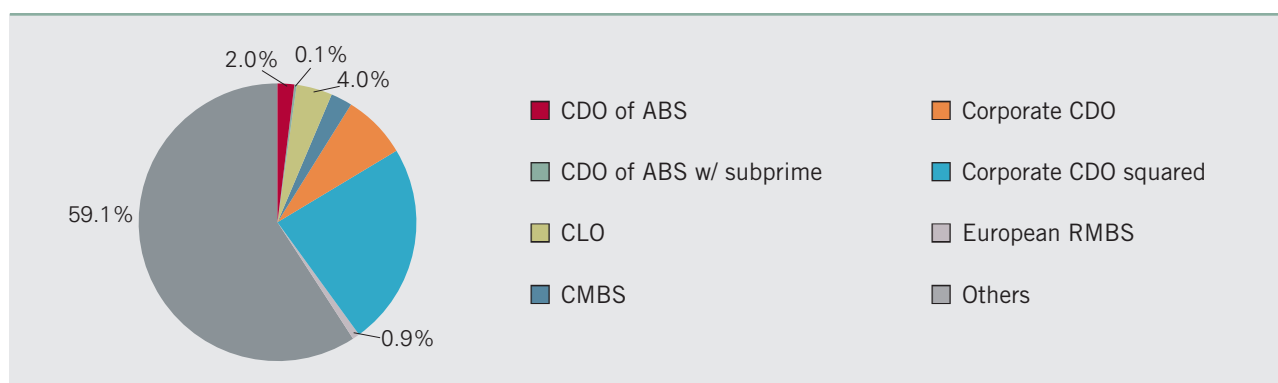 2.0%
0.1%
4.0%
59.1%
0.9%
CDO of ABS
CDO of ABS w/ subprime
CLO
CMBS
Corporate CDO
Corporate CDO squared
European RMBS
Others